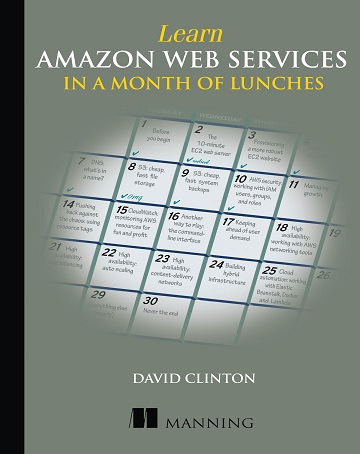 Learn
AMAZON WEB SERVICES
IN A MONTH OF LUNCHES
1 Before
you begin
2 The
10-minute
EC2 web server
3 Provisioning
a more robust
EC2 website
7 DNS:
what's in
a name?
8 S3: cheap,
fast file
storage
9 S3: cheap,
fast system
backups
10 AWS security:
working with IAM
users, groups,
and roles
11 Managing
growth
14 Pushing
back against
the chaos: using
resource tags
15 CloudWatch:
monitoring AWS
resources for
fun and profit
16 Another
way to play:
the command-
line interface
17 Keeping
ahead of user
demand
18 High
availability:
working with AWS
networking tools
21 High
availability:
22 High
availability:
auto scaling
23 High
availability:
content-delivery
networks
24 Building
hybrid
infrastructure
25 Cloud
automation: working
with Elastic
Beanstalk, Docker,
and Lambda
29
Everything else
30
Never the end
DAVID CLINTON
MANNING